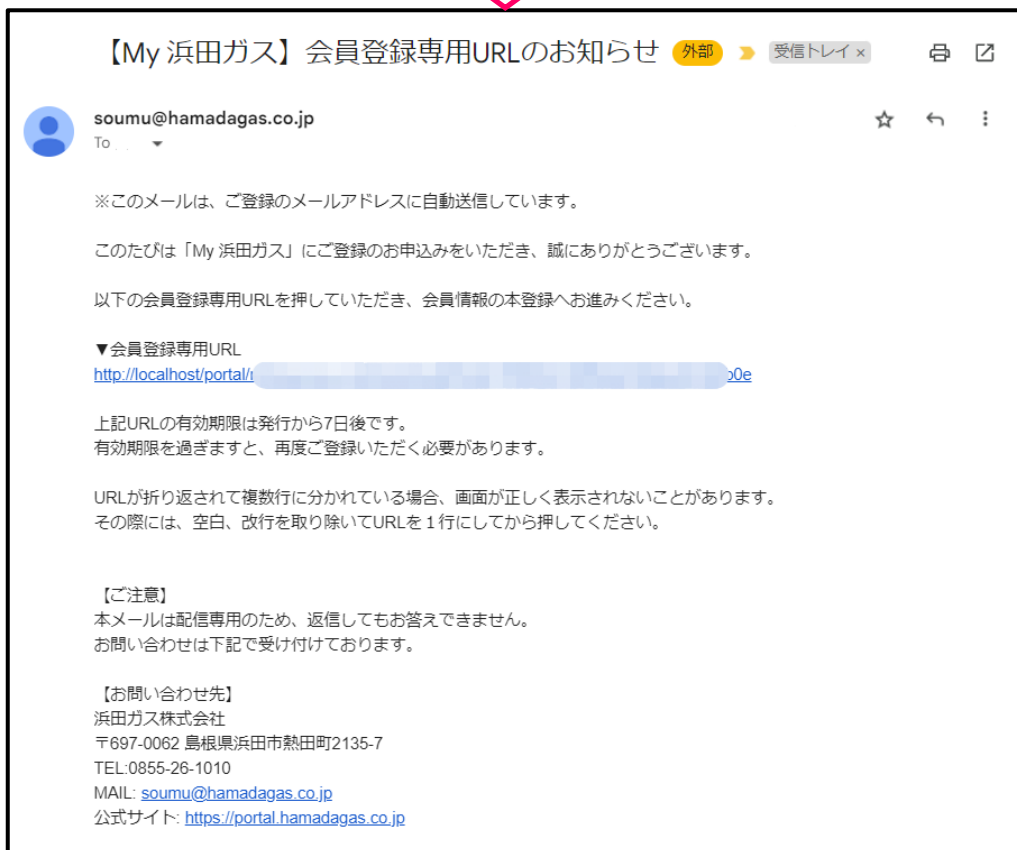 【My 浜田ガス】会員登録専用URLのお知らせ 外部 受信トレイ ×
soumu@hamadagas.co.jp
To
※このメールは、ご登録のメールアドレスに自動送信しています。
このたびは「My 浜田ガス」にご登録のお申込みをいただき、誠にありがとうございます。
以下の会員登録専用URLを押していただき、会員情報の本登録へお進みください。
▼会員登録専用URL
http://localhost/portal/ 0e
上記URLの有効期限は発行から7日後です。
有効期限を過ぎますと、再度ご登録いただく必要があります。
URLが折り返されて複数行に分かれている場合、画面が正しく表示されないことがあります。
その際には、空白、改行を取り除いてURLを１行にしてから押してください。
【ご注意】
本メールは配信専用のため、返信してもお答えできません。
お問い合わせは下記で受け付けております。
【お問い合わせ先】
浜田ガス株式会社
〒697-0062 島根県浜田市熱田町2135-7
TEL:0855-26-1010
MAIL: soumu@hamadagas.co.jp
公式サイト: https://portal.hamadagas.co.jp